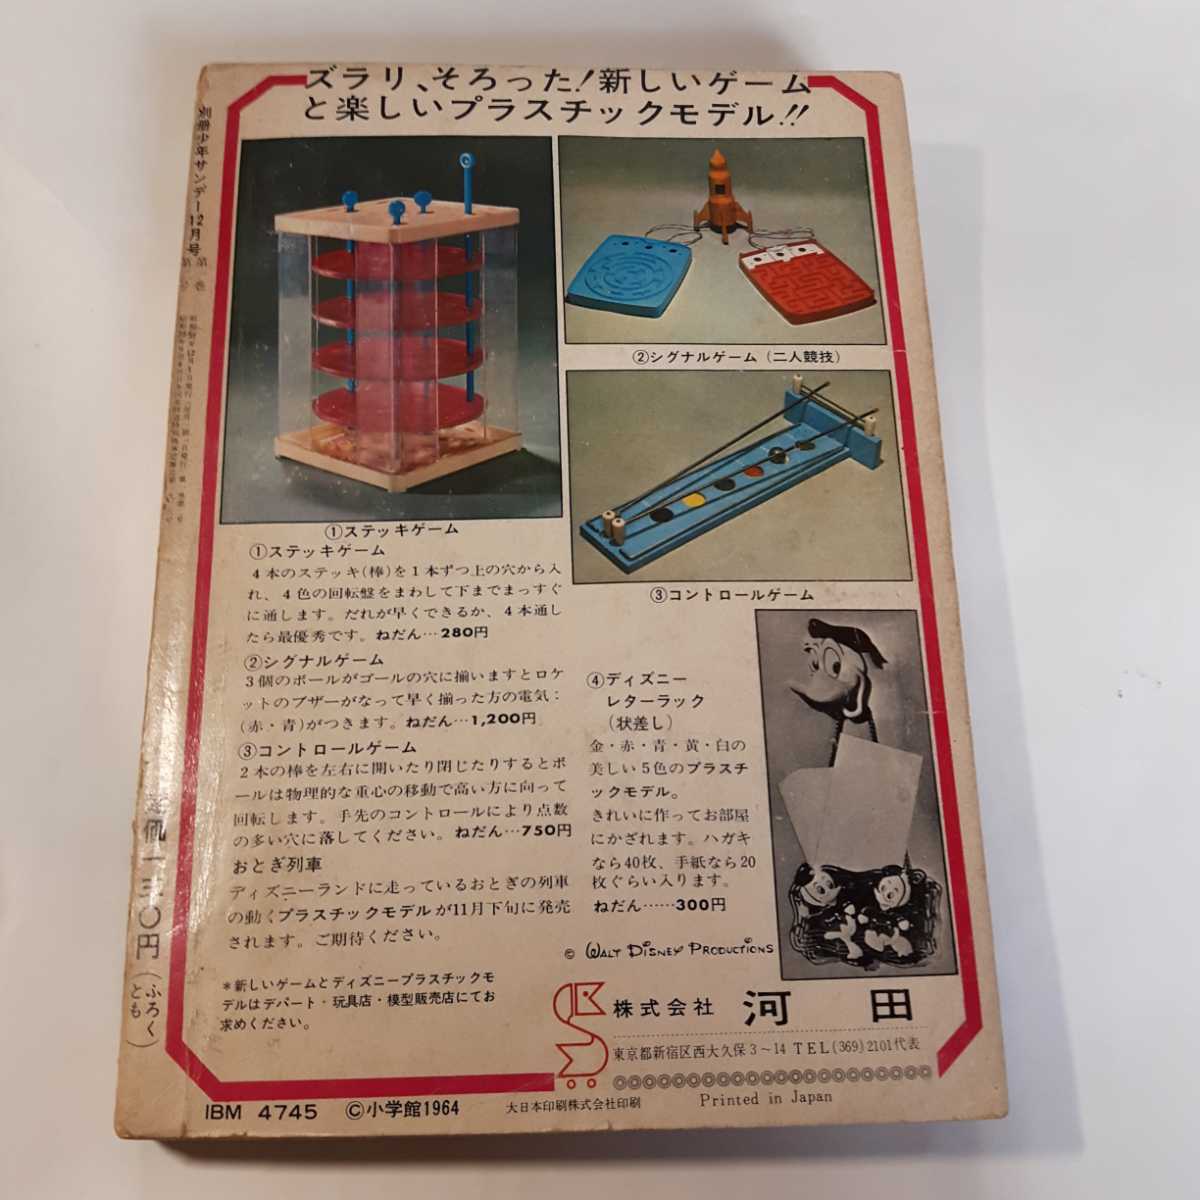 ズラリ、そろった!新しいゲーム
と楽しいプラスチックモデル!!
①ステッキゲーム
②シグナルゲーム(二人競技)
③コントロールゲーム
①ステッキゲーム
4本のステッキ(棒)を1本ずつ上の穴から入
れ、4色の回転盤をまわして下までまっすぐ
に通します。だれが早くできるか、4本通し
たら最優秀です。ねだん…280円
②シグナルゲーム
3個のボールがゴールの穴に揃いますとロケ
ットのブザーがなって早く揃った方の電気:
(赤・青)がつきます。ねだん…1,200円
③コントロールゲーム
2本の棒を左右に開いたり閉じたりするとボ
ールは物理的な重心の移動で高い方に向って
回転します。手先のコントロールにより点数
の多い穴に落してください。ねだん…750円
おとぎ列車
ディズニーランドに走っているおとぎの列車
の動くプラスチックモデルが11月下旬に発売
されます。ご期待ください。
*新しいゲームとディズニープラスチックモ
デルはデパート・玩具店・模型販売店にてお
求めください。
④ディズニー
レターラック
(状差し)
金・赤・青・黄・白の
美しい5色のプラスチ
ックモデル。
きれいに作ってお部屋
にかざれます。ハガキ
なら40枚、手紙なら20
枚ぐらい入ります。
ねだん……300円
© WALT DISNEY PRODUCTIONS
株式会社 河田
東京都新宿区西大久保3~14 TEL(369)2101代表
IBM 4745 ©小学館1964 大日本印刷株式会社印刷 Printed in Japan
別冊少年サンデー12月号
定価一三〇円(ふろくとも)